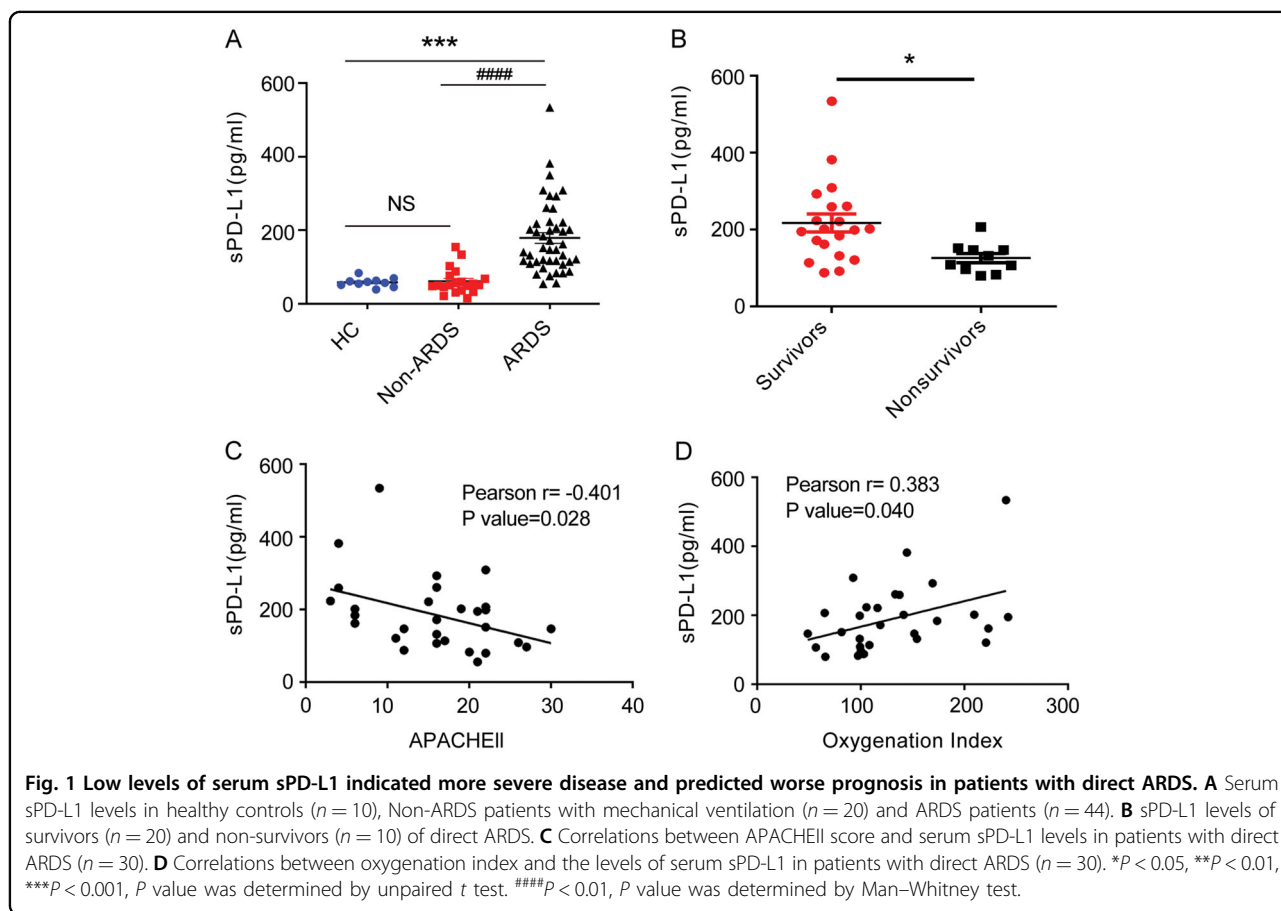 A
***
####
NS
sPD-L1(pg/ml)
600
400
200
0
HC
Non-ARDS
ARDS
B
*
sPD-L1(pg/ml)
600
400
200
0
Survivors
Nonsurvivors
C
Pearson r= -0.401
P value=0.028
sPD-L1(pg/ml)
600
400
200
0
0 10 20 30 40
APACHEII
D
Pearson r= 0.383
P value=0.040
sPD-L1(pg/ml)
600
400
200
0
0 100 200 300
Oxygenation Index
Fig. 1 Low levels of serum sPD-L1 indicated more severe disease and predicted worse prognosis in patients with direct ARDS. A Serum
sPD-L1 levels in healthy controls (n = 10), Non-ARDS patients with mechanical ventilation (n = 20) and ARDS patients (n = 44). B sPD-L1 levels of
survivors (n = 20) and non-survivors (n = 10) of direct ARDS. C Correlations between APACHEII score and serum sPD-L1 levels in patients with direct
ARDS (n = 30). D Correlations between oxygenation index and the levels of serum sPD-L1 in patients with direct ARDS (n = 30). *P < 0.05, **P < 0.01,
***P < 0.001, P value was determined by unpaired t test. ####P < 0.01, P value was determined by Man–Whitney test.